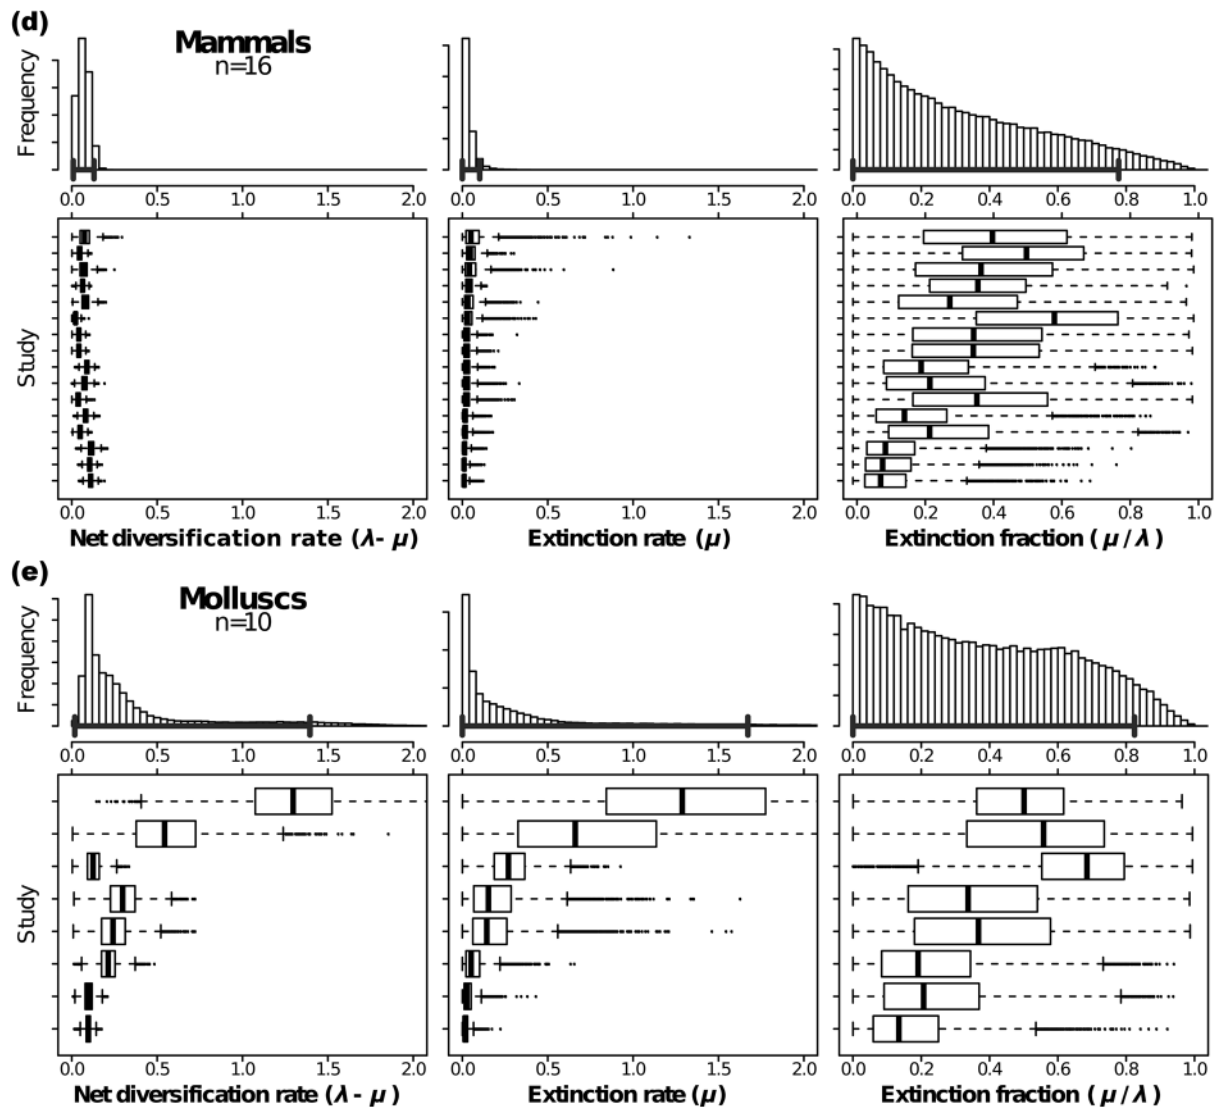 (d)
Mammals
n=16
Frequency
0.0 0.5 1.0 1.5 2.0
0.0 0.5 1.0 1.5 2.0
0.0 0.2 0.4 0.6 0.8 1.0
Study
0.0 0.5 1.0 1.5 2.0
0.0 0.5 1.0 1.5 2.0
0.0 0.2 0.4 0.6 0.8 1.0
Net diversification rate (λ- μ)
Extinction rate (μ)
Extinction fraction ( μ / λ )
(e)
Molluscs
n=10
Frequency
0.0 0.5 1.0 1.5 2.0
0.0 0.5 1.0 1.5 2.0
0.0 0.2 0.4 0.6 0.8 1.0
Study
0.0 0.5 1.0 1.5 2.0
0.0 0.5 1.0 1.5 2.0
0.0 0.2 0.4 0.6 0.8 1.0
Net diversification rate (λ - μ )
Extinction rate (μ)
Extinction fraction ( μ / λ )